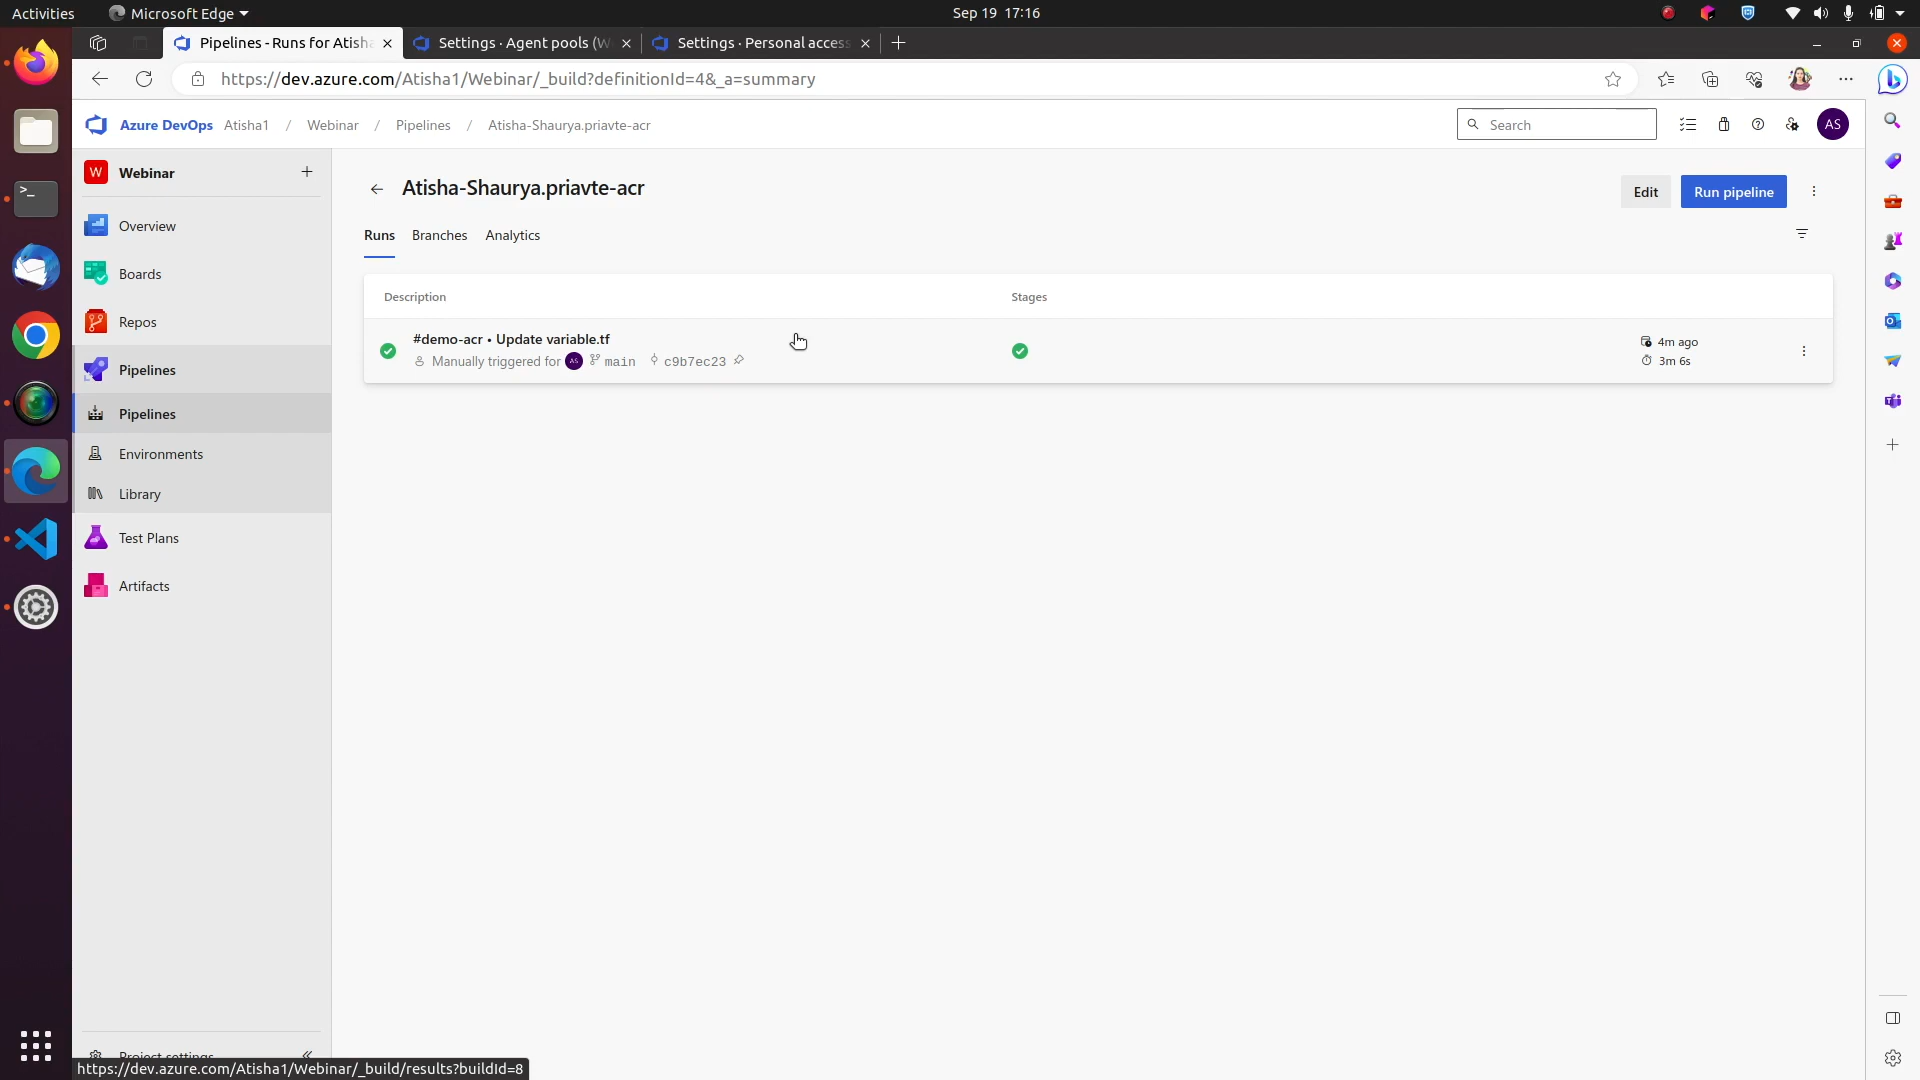 Activities
Microsoft Edge
Sep 19 17:16
Pipelines - Runs for Atisha
Settings · Agent pools (W
Settings · Personal access
https://dev.azure.com/Atisha1/Webinar/_build?definitionId=4&_a=summary
Azure DevOps Atisha1 / Webinar / Pipelines / Atisha-Shaurya.priavte-acr
Search
AS
W Webinar
Overview
Boards
Repos
Pipelines
Pipelines
Environments
Library
Test Plans
Artifacts
Project settings
Atisha-Shaurya.priavte-acr
Edit
Run pipeline
Runs Branches Analytics
Description
Stages
#demo-acr • Update variable.tf
Manually triggered for AS main c9b7ec23
4m ago
3m 6s
https://dev.azure.com/Atisha1/Webinar/_build/results?buildId=8